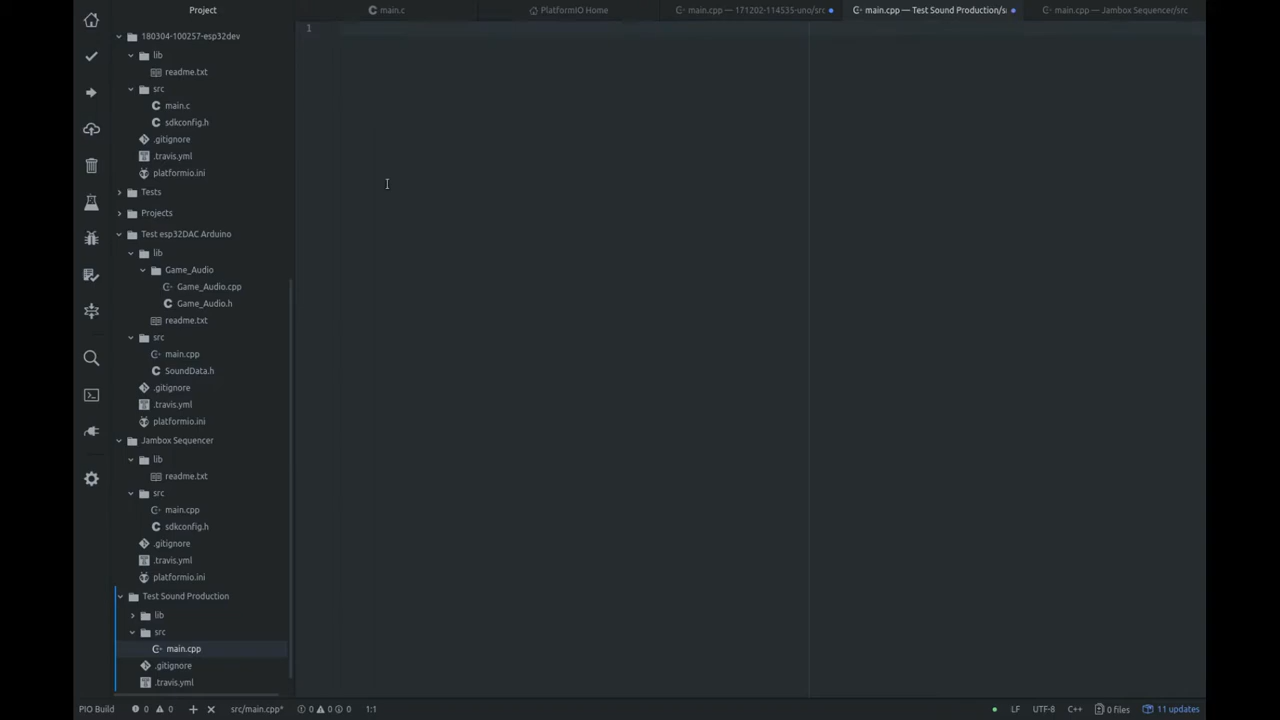 Project
main.c
PlatformIO Home
main.cpp — 171202-114535-uno/src
main.cpp — Test Sound Production/s
main.cpp — Jambox Sequencer/src
1
180304-100257-esp32dev
lib
readme.txt
src
main.c
sdkconfig.h
.gitignore
.travis.yml
platformio.ini
Tests
Projects
Test esp32DAC Arduino
lib
Game_Audio
Game_Audio.cpp
Game_Audio.h
readme.txt
src
main.cpp
SoundData.h
.gitignore
.travis.yml
platformio.ini
Jambox Sequencer
lib
readme.txt
src
main.cpp
sdkconfig.h
.gitignore
.travis.yml
platformio.ini
Test Sound Production
lib
src
main.cpp
.gitignore
.travis.yml
PIO Build 0 0 src/main.cpp* 0 0 0 1:1 LF UTF-8 C++ 0 files 11 updates